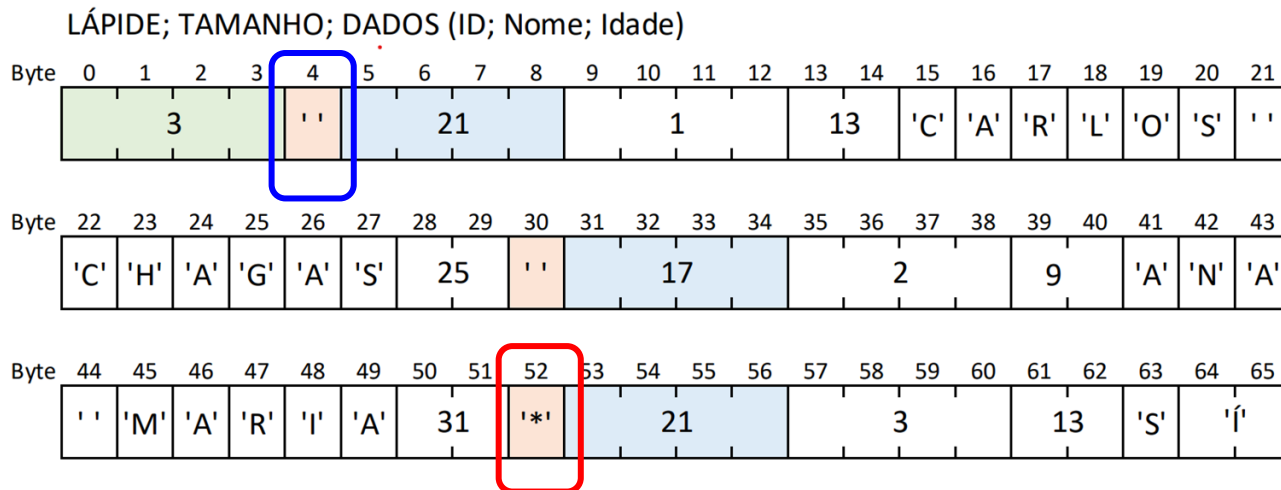 LÁPIDE; TAMANHO; DADOS (ID; Nome; Idade)
Byte 0 1 2 3 4 5 6 7 8 9 10 11 12 13 14 15 16 17 18 19 20 21
3 ' ' 21 1 13 'C' 'A' 'R' 'L' 'O' 'S' ' '
Byte 22 23 24 25 26 27 28 29 30 31 32 33 34 35 36 37 38 39 40 41 42 43
'C' 'H' 'A' 'G' 'A' 'S' 25 ' ' 17 2 9 'A' 'N' 'A'
Byte 44 45 46 47 48 49 50 51 52 53 54 55 56 57 58 59 60 61 62 63 64 65
' ' 'M' 'A' 'R' 'I' 'A' 31 '*' 21 3 13 'S' 'Í'